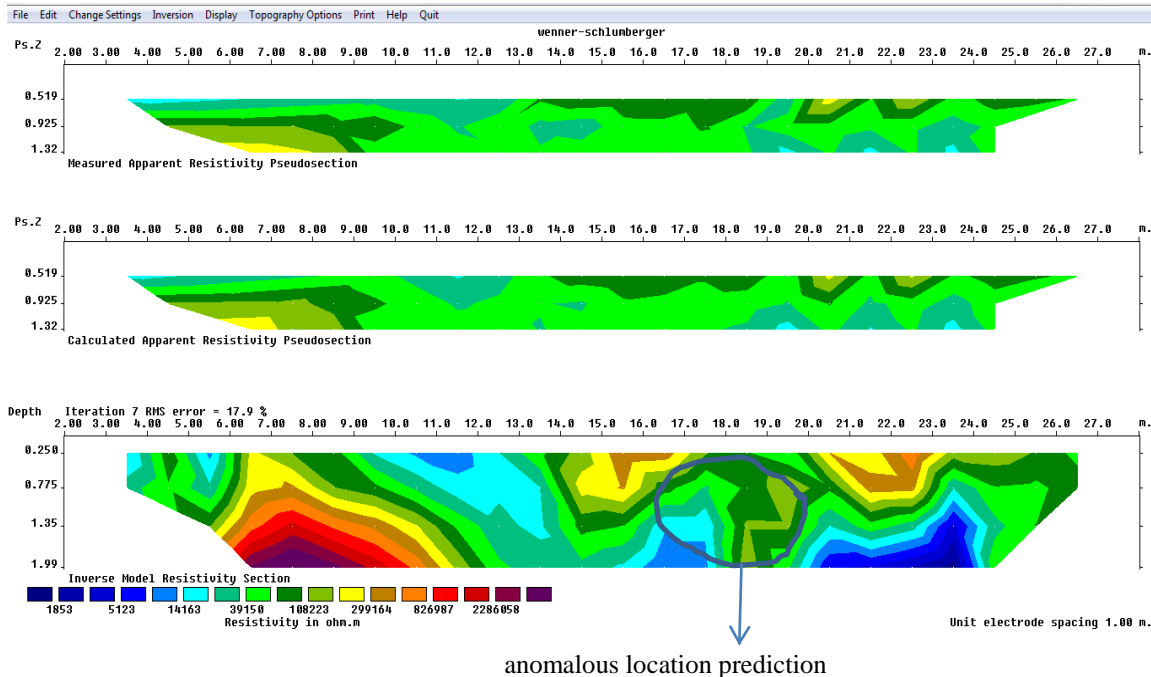 File Edit Change Settings Inversion Display Topography Options Print Help Quit
wenner-schlumberger
Ps.Z 2.00 3.00 4.00 5.00 6.00 7.00 8.00 9.00 10.0 11.0 12.0 13.0 14.0 15.0 16.0 17.0 18.0 19.0 20.0 21.0 22.0 23.0 24.0 25.0 26.0 27.0 m.
0.519
0.925
1.32
Measured Apparent Resistivity Pseudosection
Ps.Z 2.00 3.00 4.00 5.00 6.00 7.00 8.00 9.00 10.0 11.0 12.0 13.0 14.0 15.0 16.0 17.0 18.0 19.0 20.0 21.0 22.0 23.0 24.0 25.0 26.0 27.0 m.
0.519
0.925
1.32
Calculated Apparent Resistivity Pseudosection
Depth Iteration 7 RMS error = 17.9 %
2.00 3.00 4.00 5.00 6.00 7.00 8.00 9.00 10.0 11.0 12.0 13.0 14.0 15.0 16.0 17.0 18.0 19.0 20.0 21.0 22.0 23.0 24.0 25.0 26.0 27.0 m.
0.250
0.775
1.35
1.99
Inverse Model Resistivity Section
1853 5123 14163 39150 108223 299164 826987 2286058
Resistivity in ohm.m
Unit electrode spacing 1.00 m.
anomalous location prediction